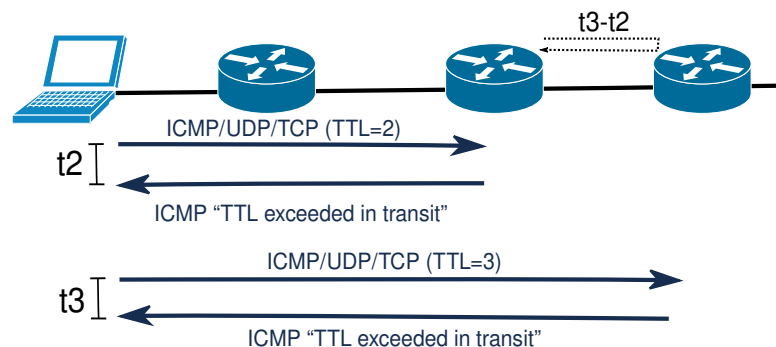 t3-t2
ICMP/UDP/TCP (TTL=2)
t2
ICMP “TTL exceeded in transit”
ICMP/UDP/TCP (TTL=3)
t3
ICMP “TTL exceeded in transit”